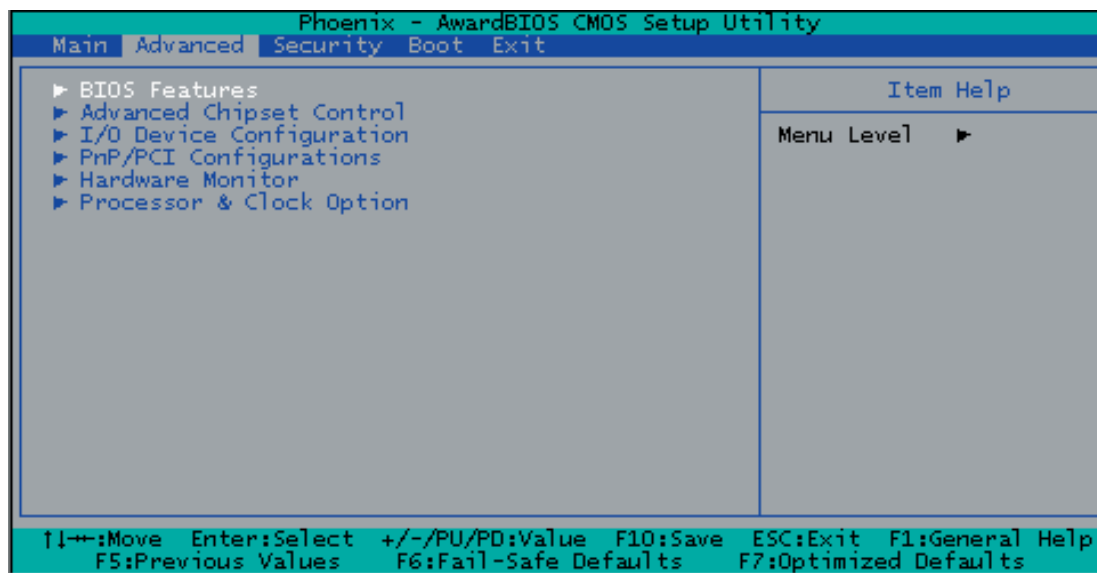 Phoenix - AwardBIOS CMOS Setup Utility
Main Advanced Security Boot Exit
► BIOS Features
► Advanced Chipset Control
► I/O Device Configuration
► PnP/PCI Configurations
► Hardware Monitor
► Processor & Clock Option
Item Help
Menu Level ►
↑↓→←:Move Enter:Select +/-/PU/PD:Value F10:Save ESC:Exit F1:General Help
F5:Previous Values F6:Fail-Safe Defaults F7:Optimized Defaults